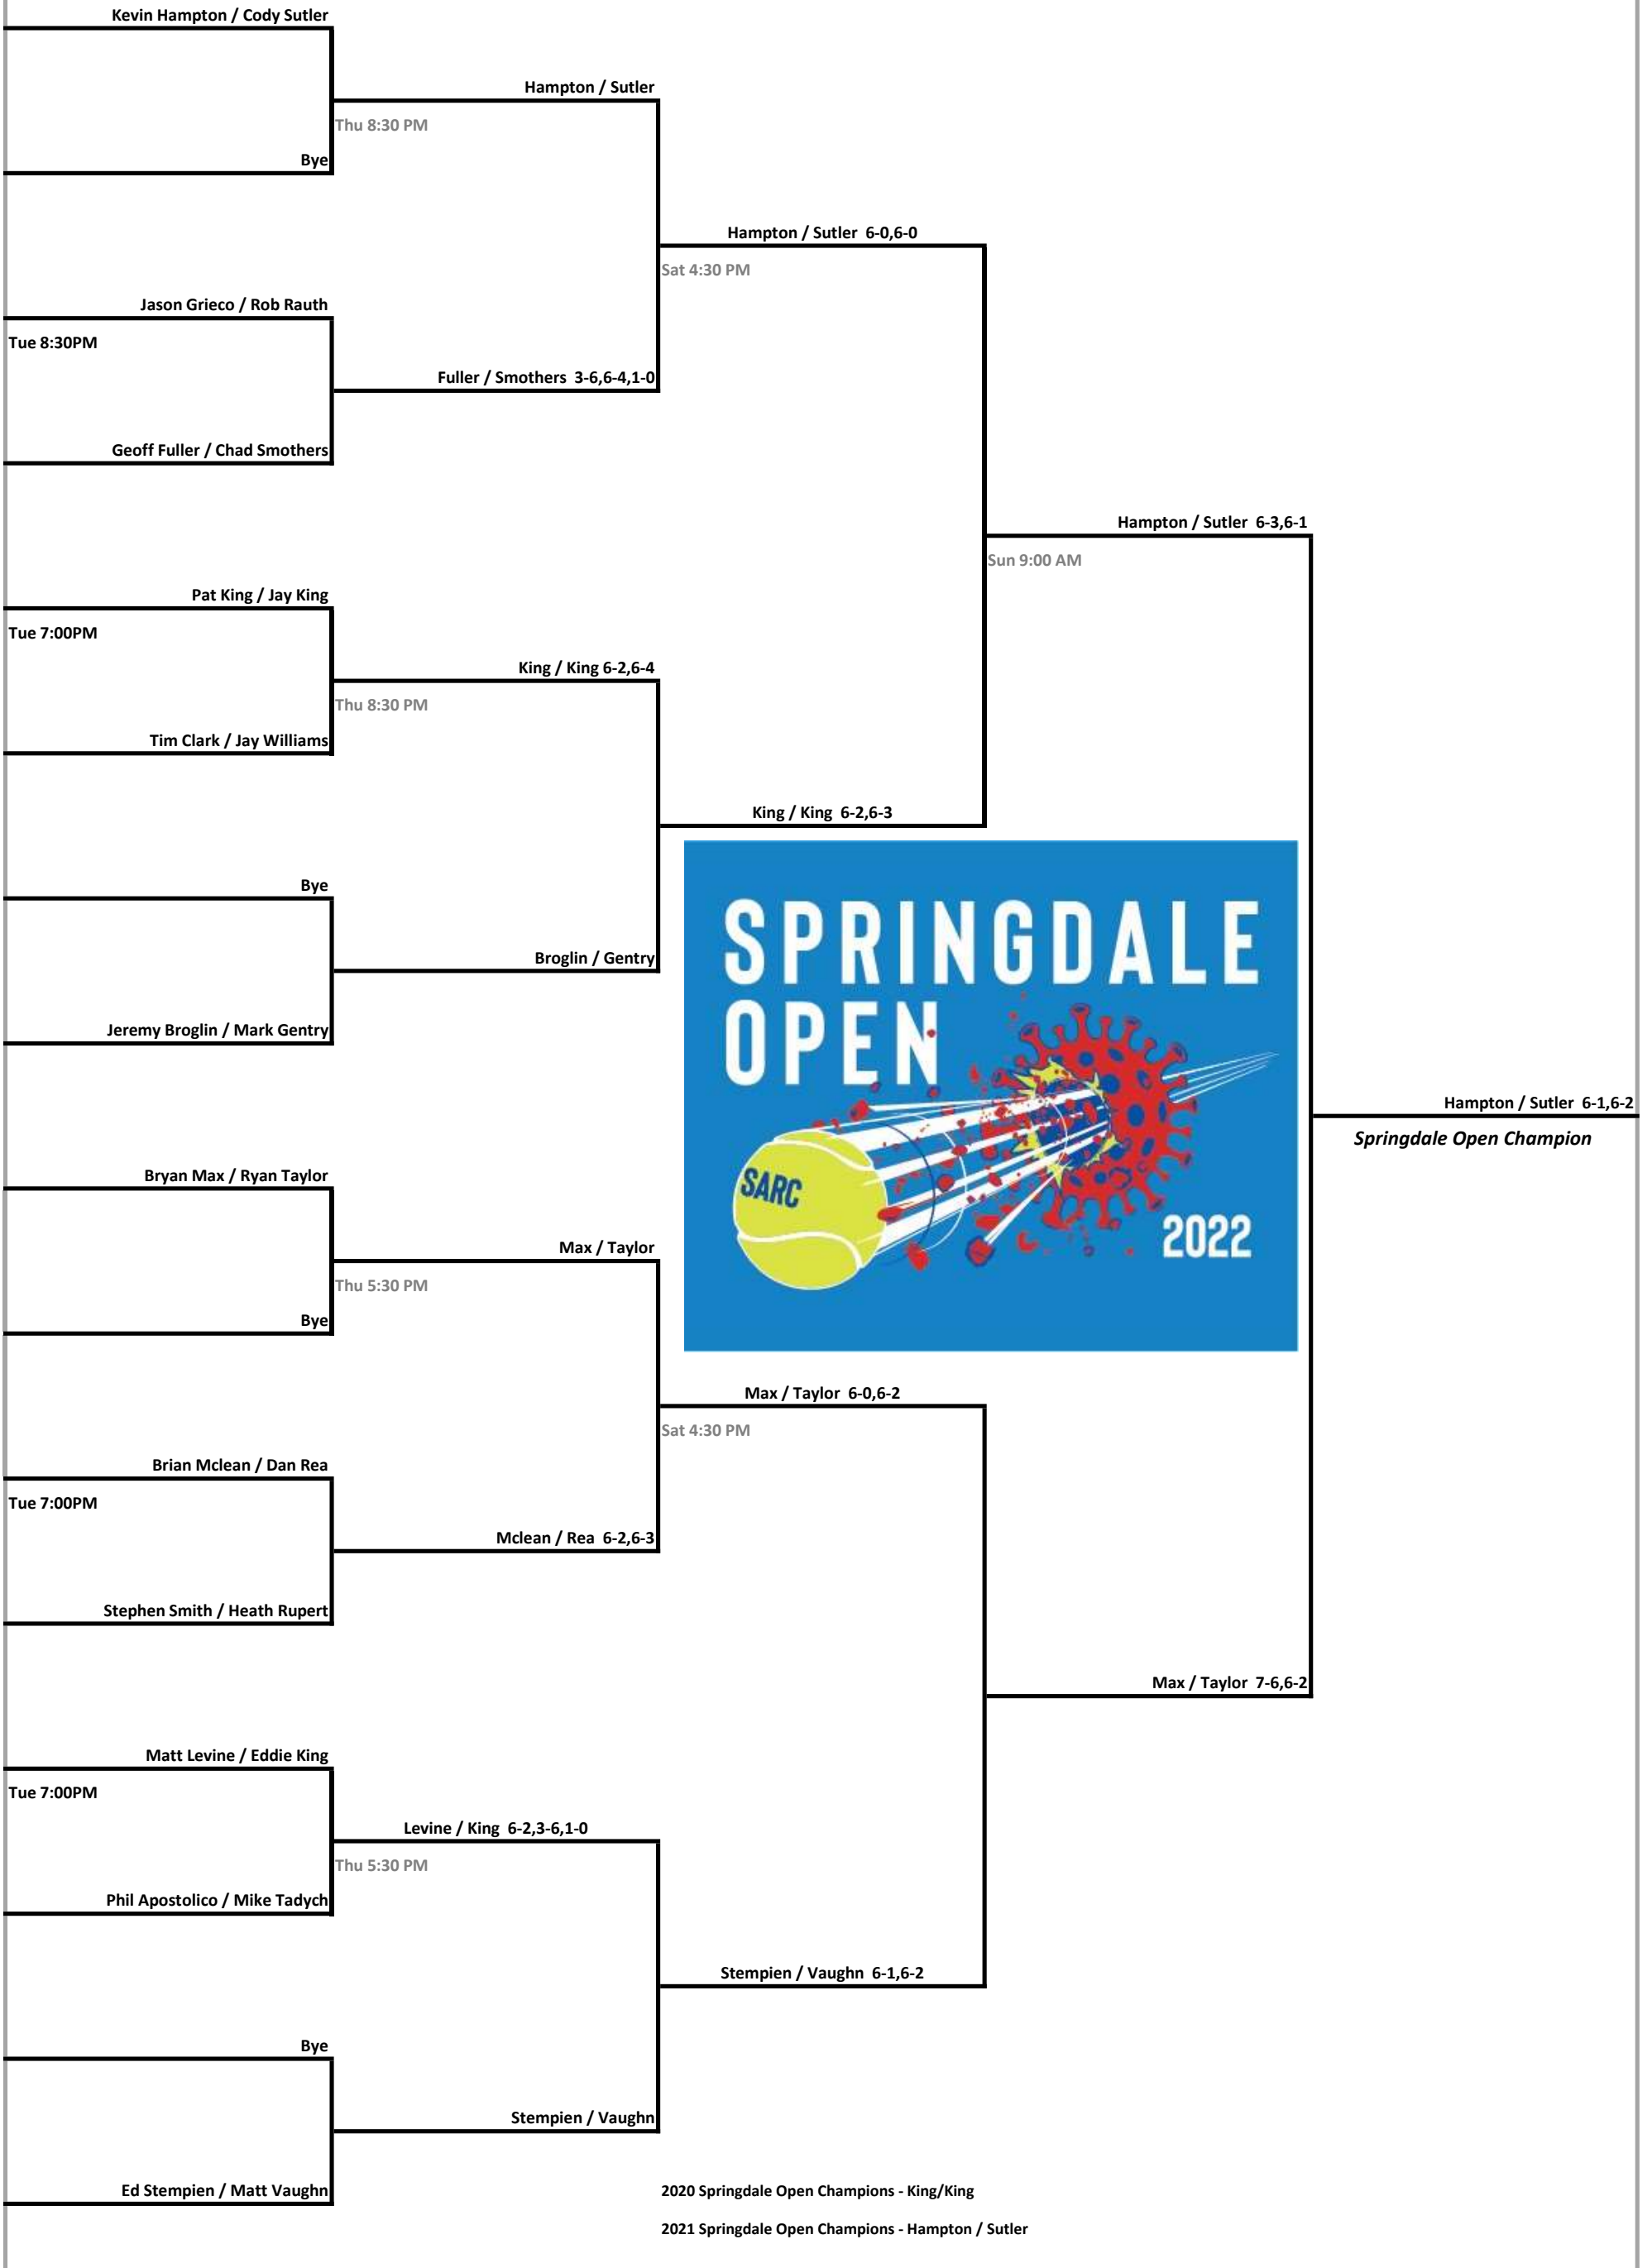 Kevin Hampton / Cody Sutler
Hampton / Sutler
Thu 8:30 PM
Bye
Hampton / Sutler 6-0,6-0
Sat 4:30 PM
Jason Grieco / Rob Rauth
Tue 8:30PM
Fuller / Smothers 3-6,6-4,1-0
Geoff Fuller / Chad Smothers
Hampton / Sutler 6-3,6-1
Sun 9:00 AM
Pat King / Jay King
Tue 7:00PM
King / King 6-2,6-4
Thu 8:30 PM
Tim Clark / Jay Williams
King / King 6-2,6-3
Bye
Broglin / Gentry
Jeremy Broglin / Mark Gentry
SPRINGDALE
OPEN
SARC
2022
Hampton / Sutler 6-1,6-2
Springdale Open Champion
Bryan Max / Ryan Taylor
Max / Taylor
Thu 5:30 PM
Bye
Max / Taylor 6-0,6-2
Sat 4:30 PM
Brian Mclean / Dan Rea
Tue 7:00PM
Mclean / Rea 6-2,6-3
Stephen Smith / Heath Rupert
Max / Taylor 7-6,6-2
Matt Levine / Eddie King
Tue 7:00PM
Levine / King 6-2,3-6,1-0
Thu 5:30 PM
Phil Apostolico / Mike Tadych
Stempien / Vaughn 6-1,6-2
Bye
Stempien / Vaughn
Ed Stempien / Matt Vaughn
2020 Springdale Open Champions - King/King
2021 Springdale Open Champions - Hampton / Sutler